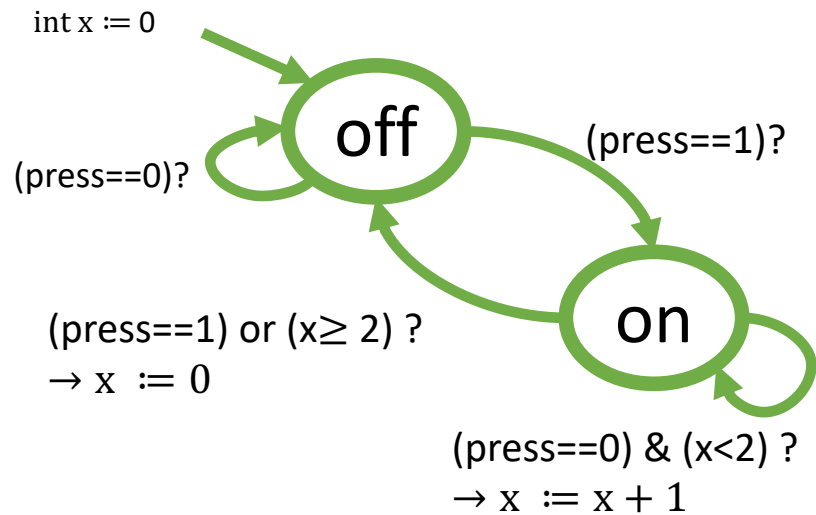 int x := 0
off
(press==1)?
(press==0)?
on
(press==1) or (x≥ 2) ?
→ x := 0
(press==0) & (x<2) ?
→ x := x + 1